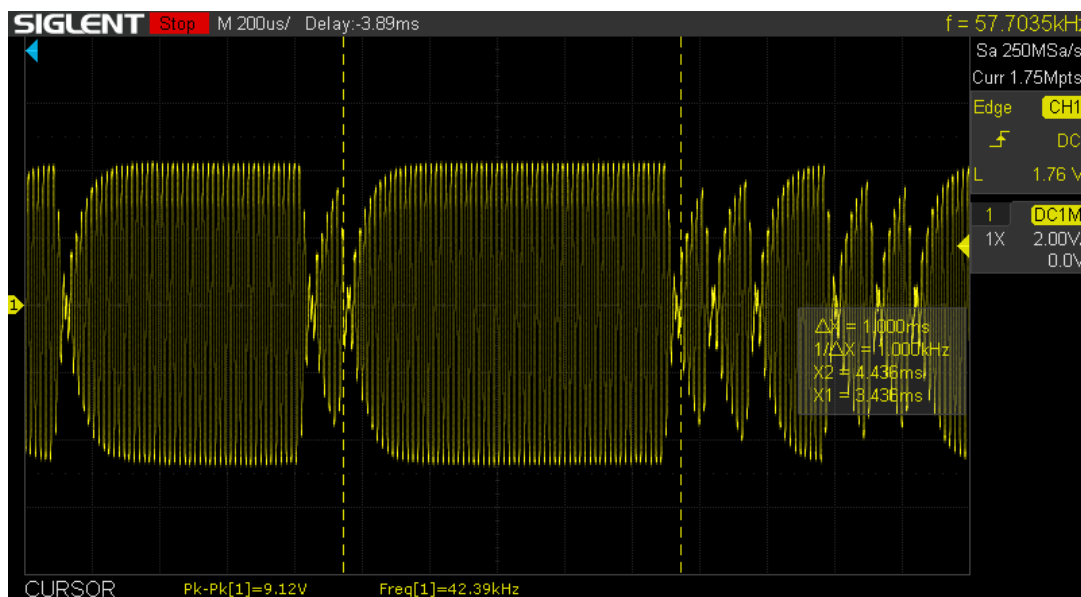 SIGLENT Stop M 200us/ Delay:-3.89ms f = 57.7035kHz
Sa 250MSa/s
Curr 1.75Mpts
Edge CH1
DC
L 1.76 V
1 DC1M
1X 2.00V/
0.0V
1
ΔX = 1.000ms
1/ΔX = 1.000kHz
X2 = 4.436ms
X1 = 3.436ms
CURSOR Pk-Pk[1]=9.12V Freq[1]=42.39kHz